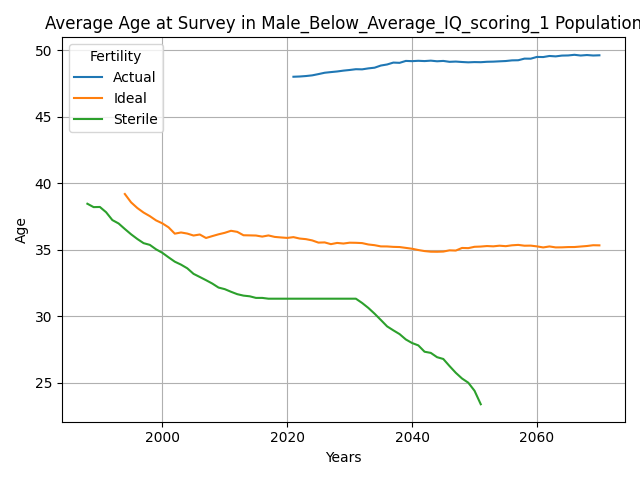 Average Age at Survey in Male_Below_Average_IQ_scoring_1 Population
Fertility
Actual
Ideal
Sterile
50
45
40
35
30
25
Age
2000 2020 2040 2060
Years